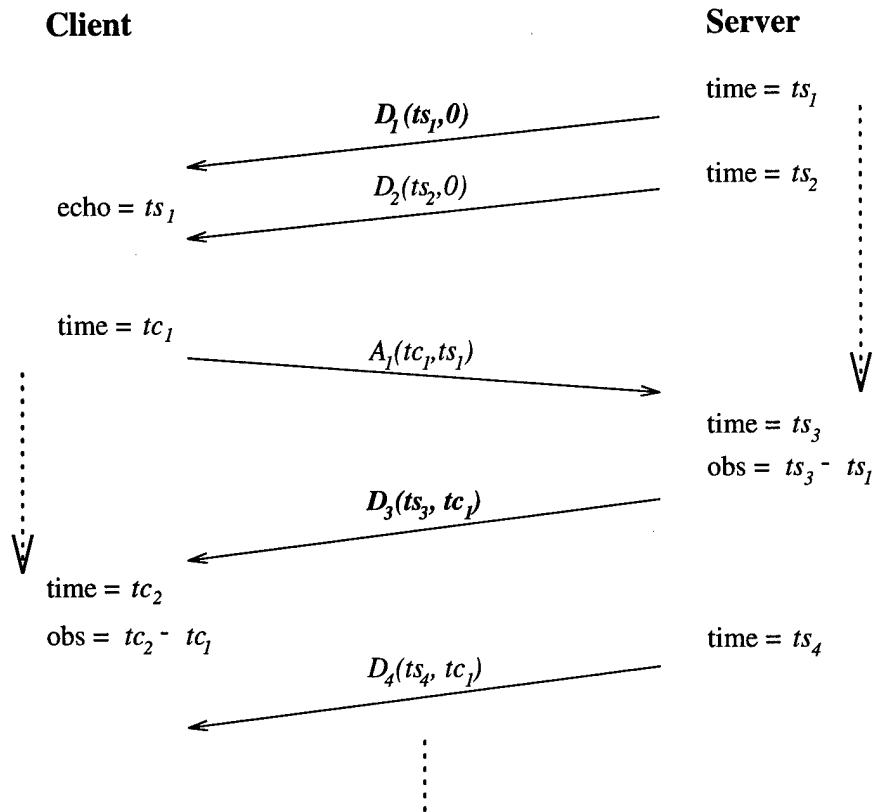 Client
Server
time = ts₁
D₁(ts₁,0)
time = ts₂
D₂(ts₂,0)
echo = ts₁
time = tc₁
A₁(tc₁,ts₁)
time = ts₃
obs = ts₃ - ts₁
D₃(ts₃, tc₁)
time = tc₂
obs = tc₂ - tc₁
time = ts₄
D₄(ts₄, tc₁)